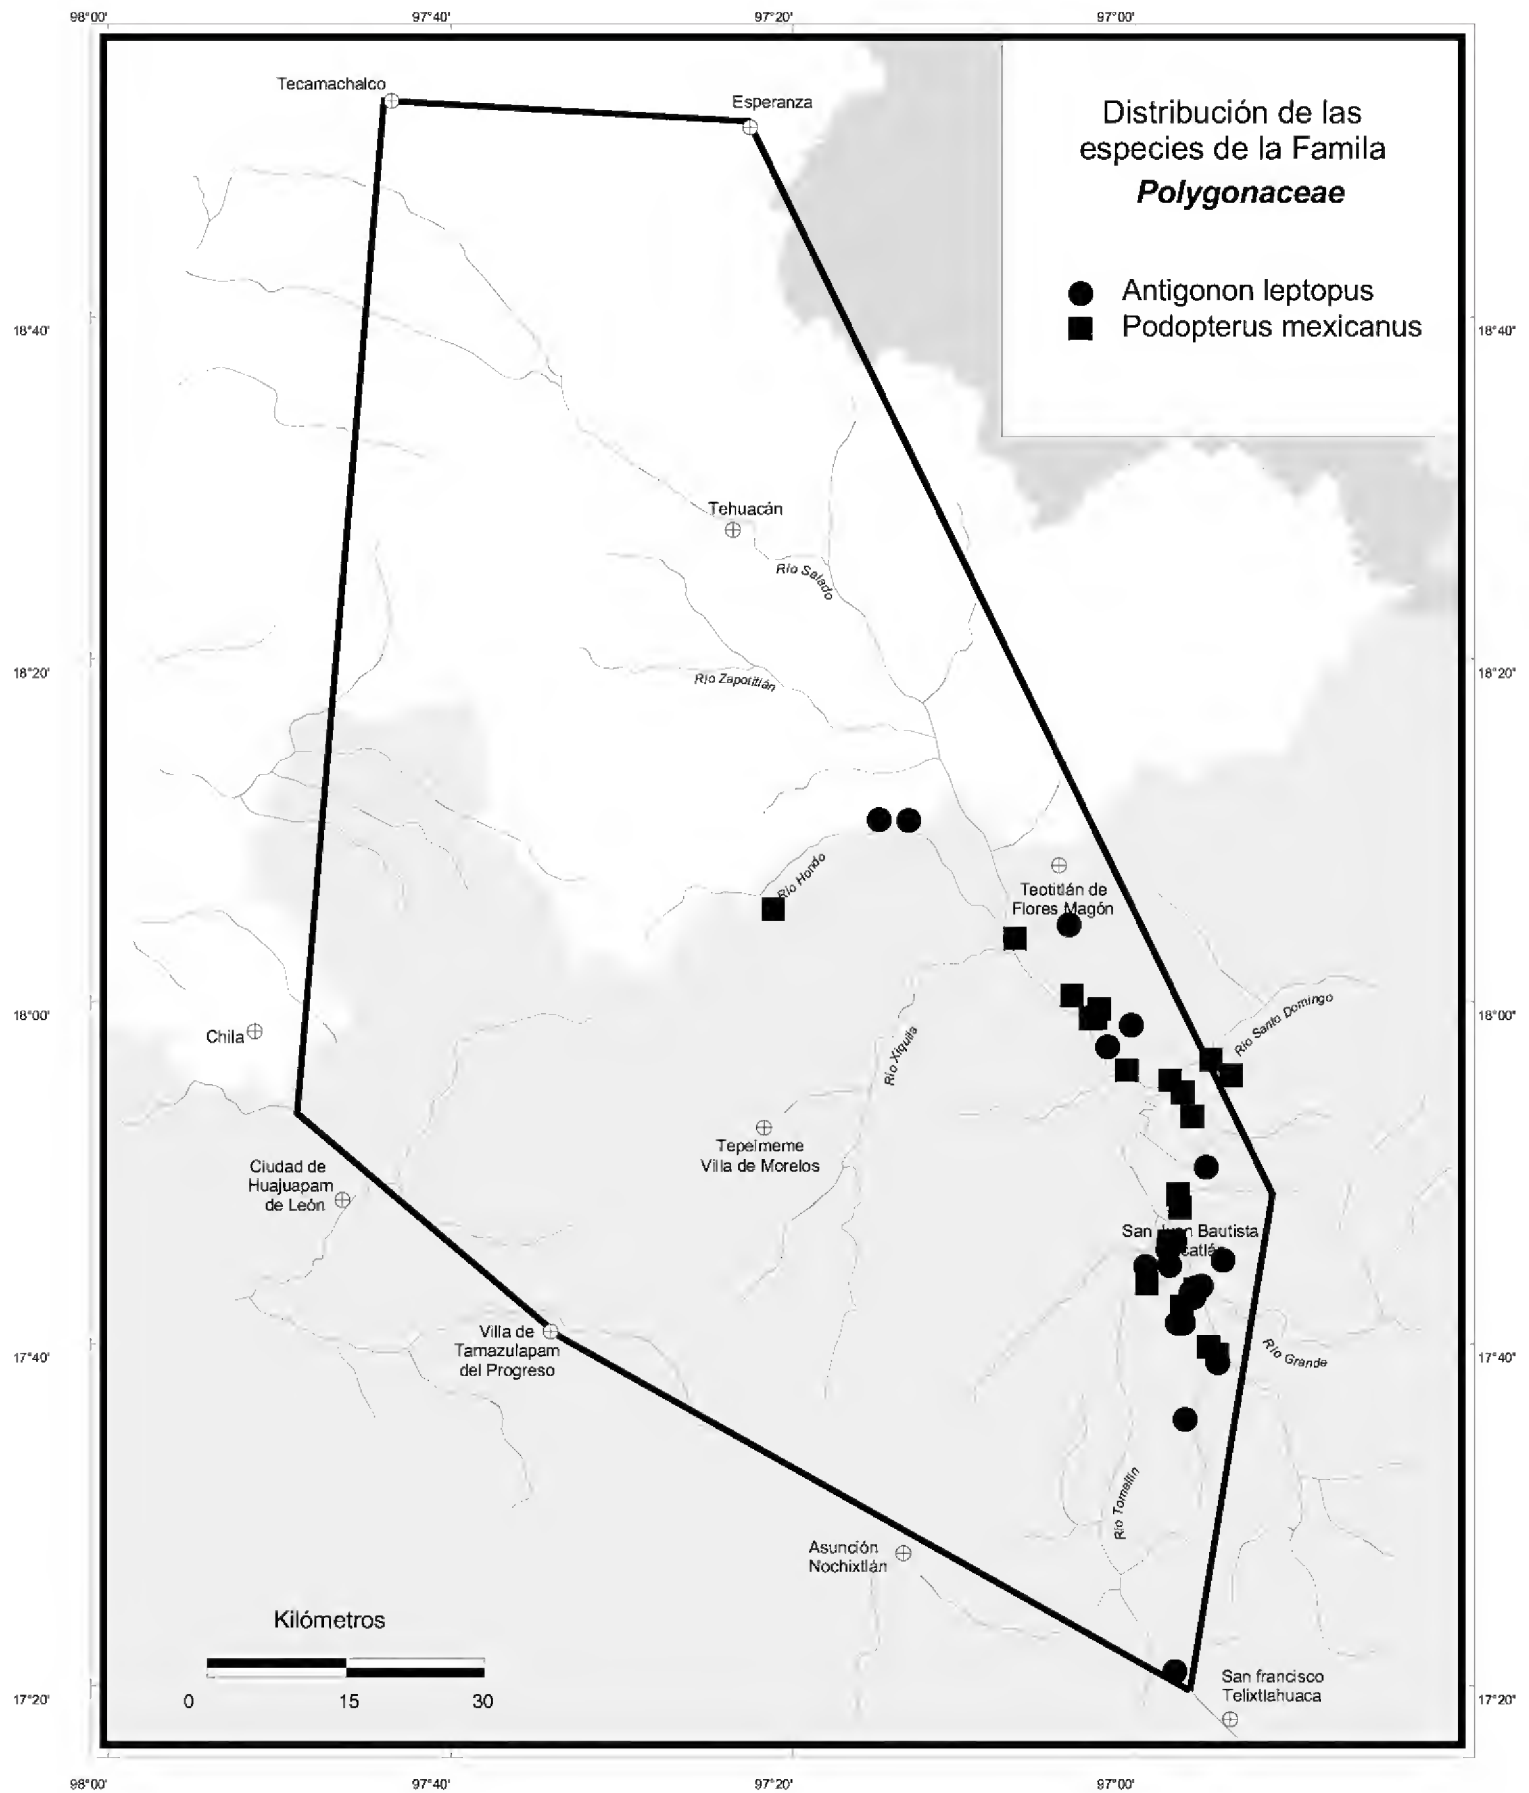 98°00' 97°40' 97°20' 97°00'
Tecamachalco
Esperanza
Distribución de las
especies de la Famila
Polygonaceae
Antigonon leptopus
Podopterus mexicanus
18°40' 18°40'
Tehuacán
Río Salado
18°20' 18°20'
Río Zapotitlán
Río Hondo
Teotitlán de
Flores Magón
18°00' 18°00'
Chila
Río Xiquila
Río Santo Domingo
Tepelmeme
Villa de Morelos
Ciudad de
Huajuapam
de León
San Juan Bautista
Villa de
Tamazulapam
del Progreso
17°40' 17°40'
Río Grande
Río Tomellín
Asunción
Nochixtlán
Kilómetros
0 15 30
San francisco
Telixtlahuaca
17°20' 17°20'
98°00' 97°40' 97°20' 97°00'